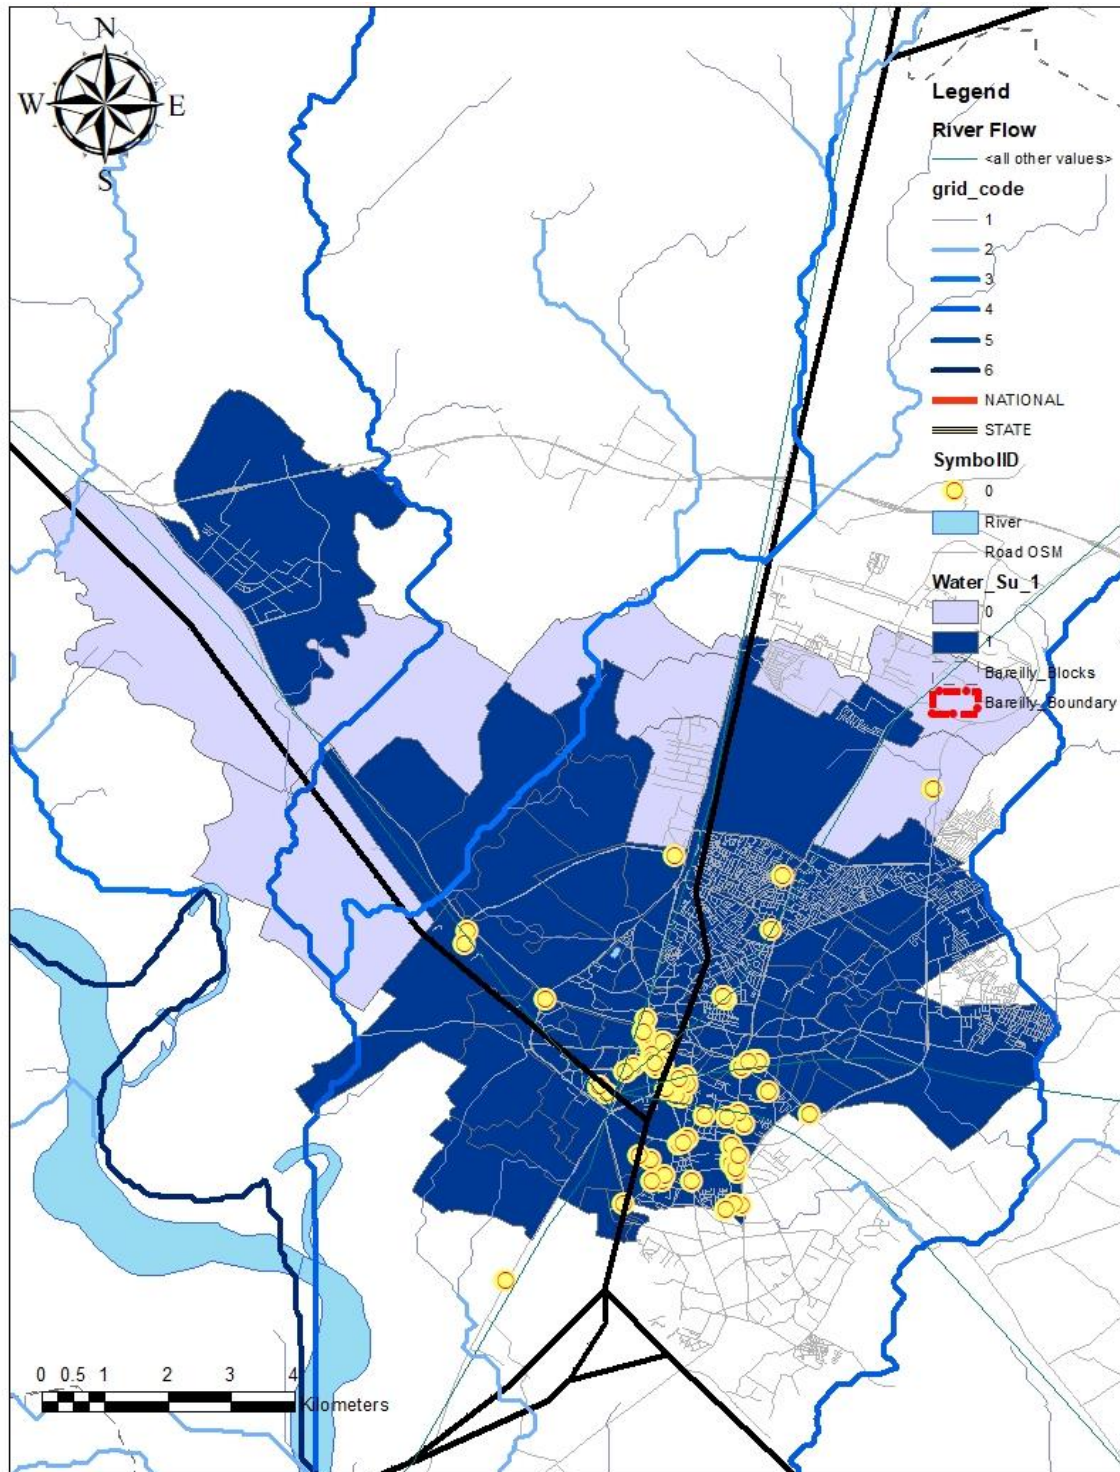 N
W E
S
Legend
River Flow
<all other values>
grid_code
1
2
3
4
5
6
NATIONAL
STATE
SymbolID
0
River
Road OSM
Water_Su_1
0
1
Bareilly_Blocks
Bareilly_Boundary
0 0.5 1 2 3 4
Kilometers